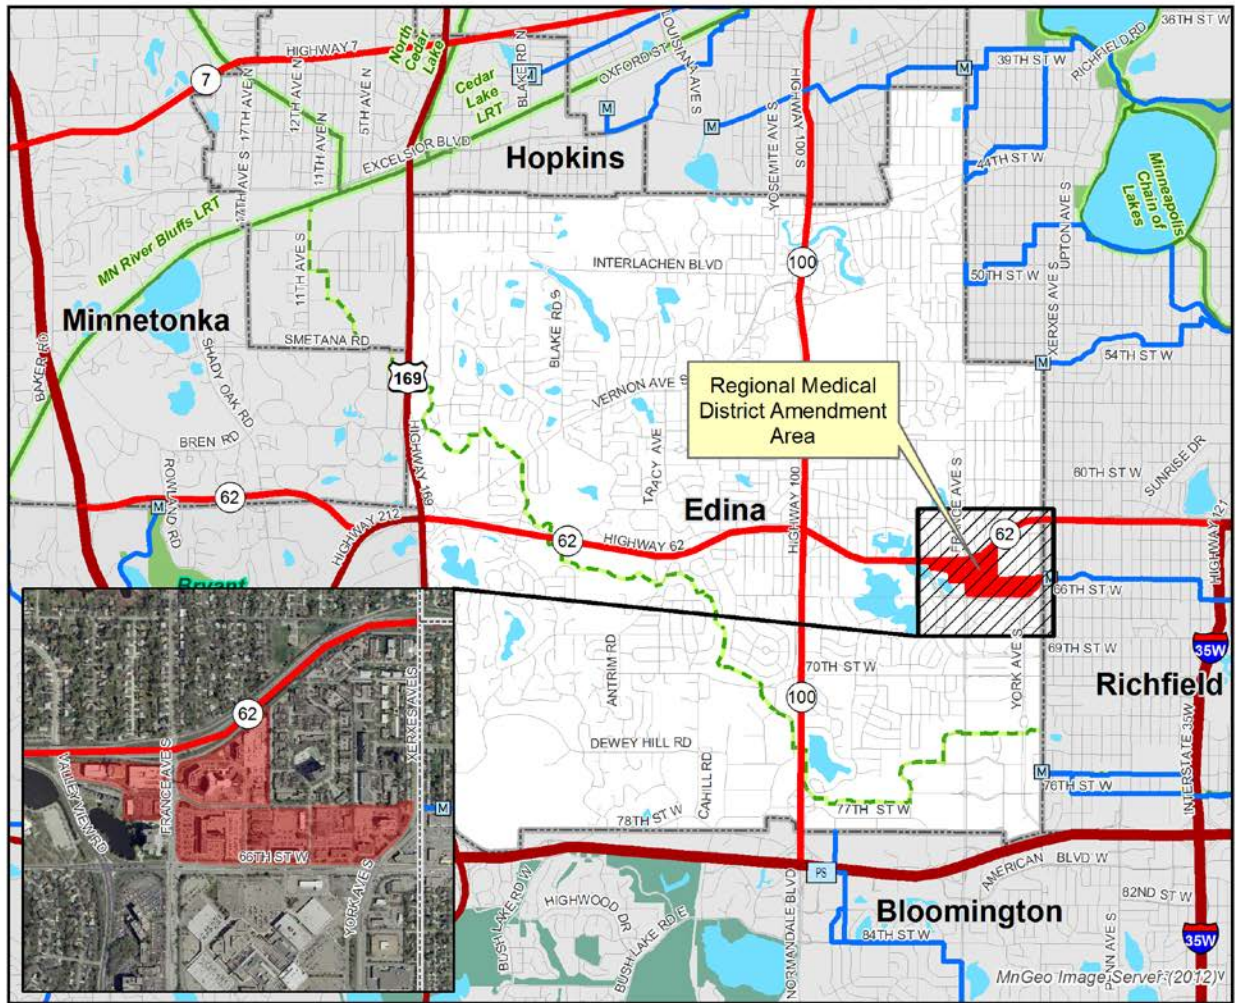 36TH ST W
RICHFIELD RD
HIGHWAY 7
North
Cedar
Lake
BLAKE RD N
OXFORD ST
LOUISIANA AVE S
39TH ST W
7
17TH AVE N
12TH AVE N
11TH AVE N
5TH AVE N
Cedar
Lake
LRT
M
M
M
M
HIGHWAY 100 S
YOSEMITE AVE S
EXCELSIOR BLVD
Hopkins
44TH ST W
Minneapolis
Chain of
Lakes
17TH AVE S
MN River Bluffs LRT
11TH AVE S
INTERLACHEN BLVD
100
50TH ST W
UPTON AVE S
XERXES AVE S
Minnetonka
SMETANA RD
BLAKE RD S
54TH ST W
M
BAKER RD
SHADY OAK RD
169
VERNON AVE S
Regional Medical
District Amendment
Area
BREN RD
TRACY AVE
FRANCE AVE S
60TH ST W
SUNRISE DR
ROWLAND RD
62
M
HIGHWAY 212
HIGHWAY 169
Edina
HIGHWAY 100
62
HIGHWAY 62
62
HIGHWAY 121
66TH ST W
Bryant
ANTRIM RD
70TH ST W
YORK AVE S
69TH ST W
35W
Richfield
100
62
XERXES AVE S
VALLEY VIEW RD
FRANCE AVE S
M
66TH ST W
YORK AVE S
DEWEY HILL RD
CAHILL RD
M
76TH ST W
INTERSTATE 35W
78TH ST W
77TH ST W
PS
AMERICAN BLVD W
BUSH LAKE RD W
HIGHWOOD DR
BUSH LAKE RD E
NORMANDALE BLVD
Bloomington
82ND ST W
84TH ST W
PENN AVE S
35W
MnGeo Image Server (2012)